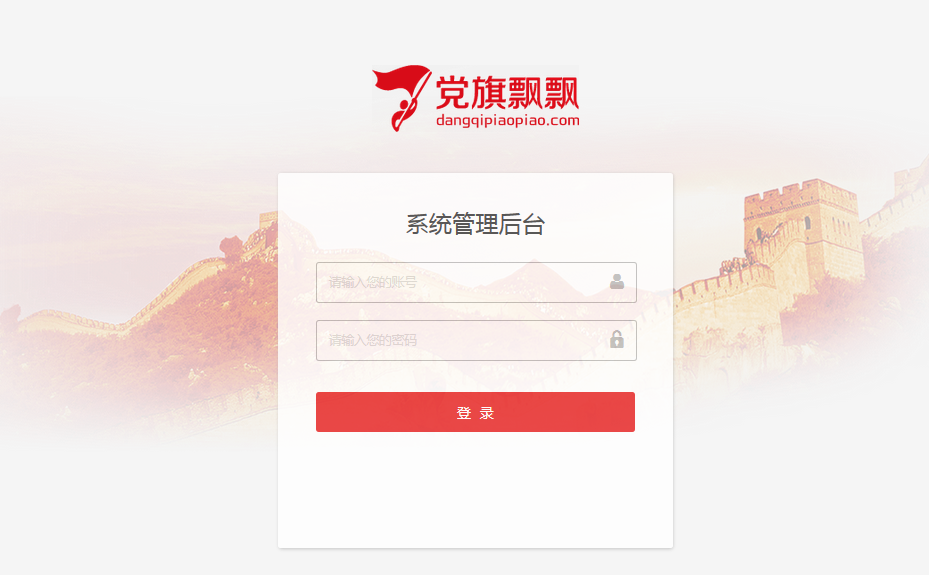 党旗飘飘
dangqipiaopiao.com
系统管理后台
请输入您的账号
请输入您的密码
登 录